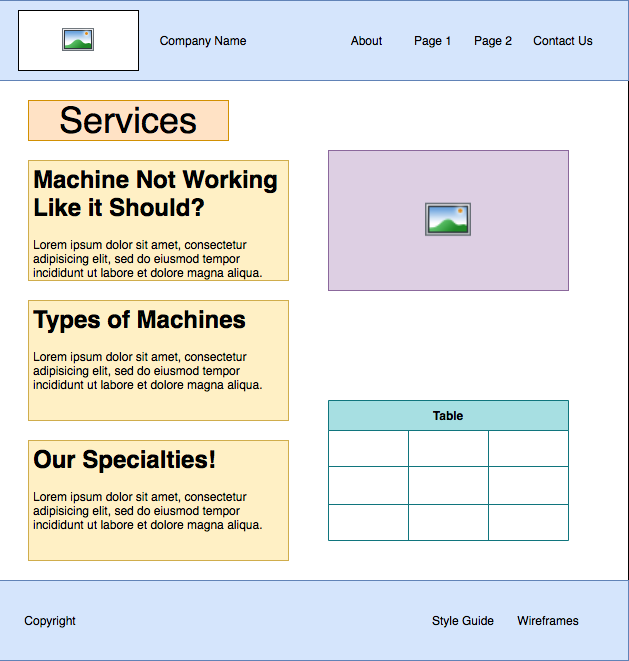 Company Name
About
Page 1
Page 2
Contact Us
Services
Machine Not Working
Like it Should?
Lorem ipsum dolor sit amet, consectetur
adipisicing elit, sed do eiusmod tempor
incididunt ut labore et dolore magna aliqua.
Types of Machines
Lorem ipsum dolor sit amet, consectetur
adipisicing elit, sed do eiusmod tempor
incididunt ut labore et dolore magna aliqua.
Our Specialties!
Lorem ipsum dolor sit amet, consectetur
adipisicing elit, sed do eiusmod tempor
incididunt ut labore et dolore magna aliqua.
Table
Copyright
Style Guide
Wireframes